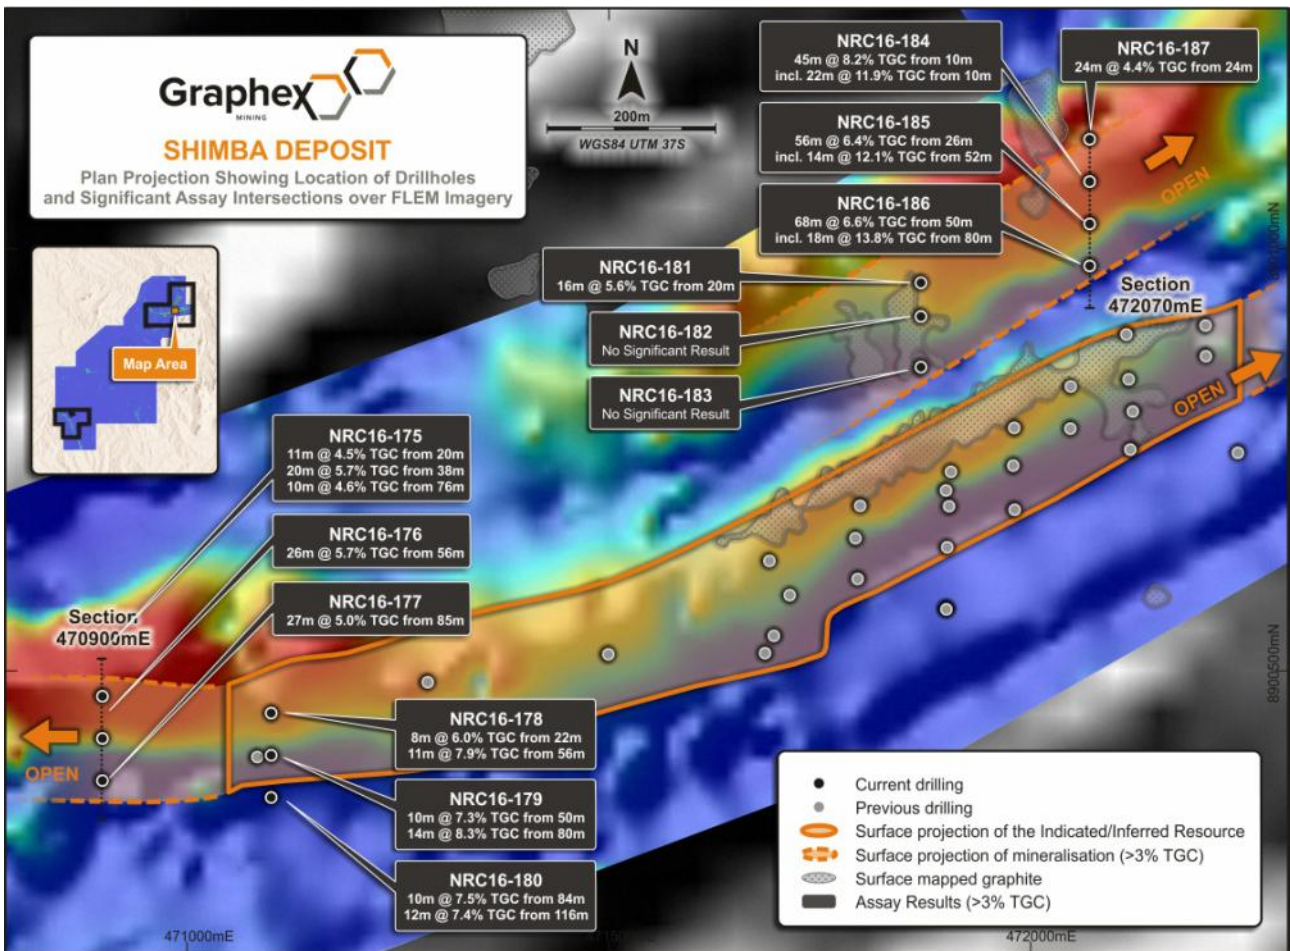 Graphex
MINING
SHIMBA DEPOSIT
Plan Projection Showing Location of Drillholes
and Significant Assay Intersections over FLEM Imagery
N
200m
WGS84 UTM 37S
NRC16-184
45m @ 8.2% TGC from 10m
incl. 22m @ 11.9% TGC from 10m
NRC16-187
24m @ 4.4% TGC from 24m
NRC16-185
56m @ 6.4% TGC from 26m
incl. 14m @ 12.1% TGC from 52m
OPEN
NRC16-186
68m @ 6.6% TGC from 50m
incl. 18m @ 13.8% TGC from 80m
NRC16-181
16m @ 5.6% TGC from 20m
Section
472070mE
NRC16-182
No Significant Result
NRC16-183
No Significant Result
OPEN
Map Area
NRC16-175
11m @ 4.5% TGC from 20m
20m @ 5.7% TGC from 38m
10m @ 4.6% TGC from 76m
NRC16-176
26m @ 5.7% TGC from 56m
NRC16-177
27m @ 5.0% TGC from 85m
Section
470900mE
8900500mN
OPEN
NRC16-178
8m @ 6.0% TGC from 22m
11m @ 7.9% TGC from 56m
NRC16-179
10m @ 7.3% TGC from 50m
14m @ 8.3% TGC from 80m
NRC16-180
10m @ 7.5% TGC from 84m
12m @ 7.4% TGC from 116m
Current drilling
Previous drilling
Surface projection of the Indicated/Inferred Resource
Surface projection of mineralisation (>3% TGC)
Surface mapped graphite
Assay Results (>3% TGC)
471000mE
472000mE